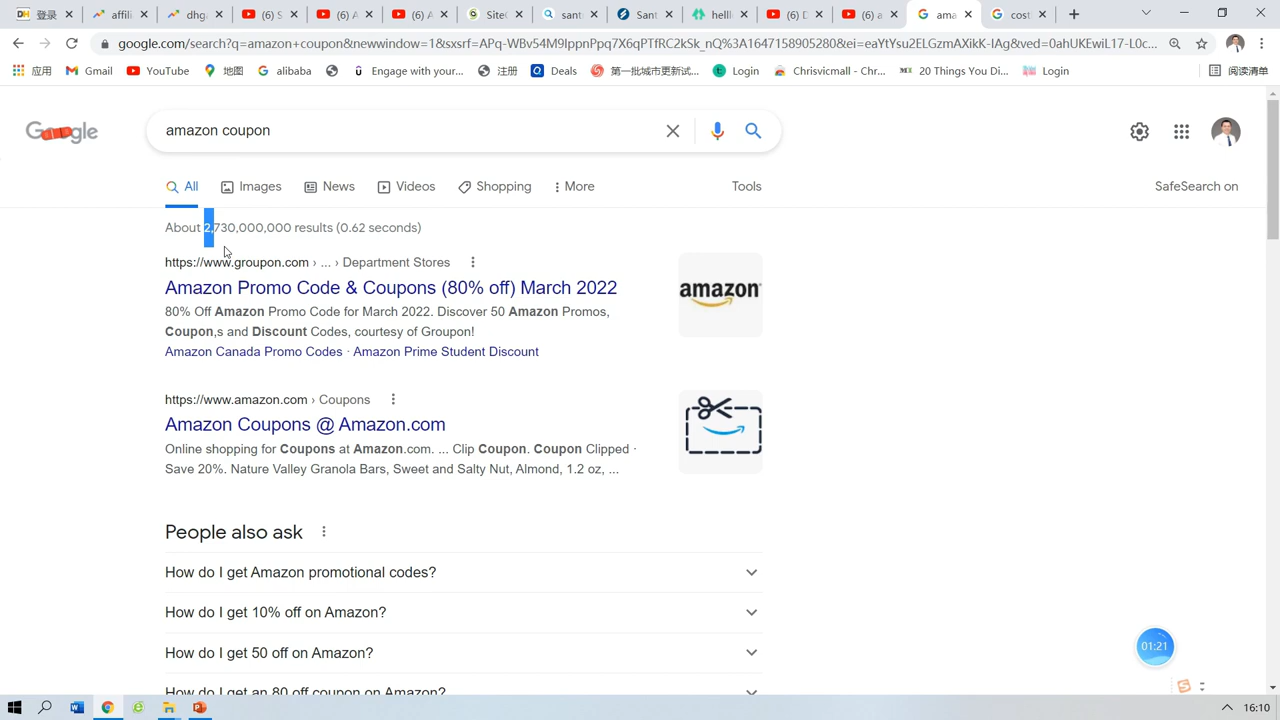 登录
affili
dhga
(6) S
(6)
(6) A
Site(
sant
Sant
hellb
(6) D
(6) a
ama
cost
google.com/search?q=amazon+coupon&newwindow=1&sxsrf=APq-WBv54M9IppnPpq7X6qPTfRC2kSk_nQ%3A1647158905280&ei=eaYtYsu2ELGzmAXikK-IAg&ved=0ahUKEwiL17-L0c...
应用
Gmail
YouTube
地图
alibaba
Engage with your...
注册
Deals
第一批城市更新试...
Login
Chrisvicmall - Chr...
20 Things You Di...
Login
阅读清单
Google
amazon coupon
All
Images
News
Videos
Shopping
More
Tools
SafeSearch on
About 2,730,000,000 results (0.62 seconds)
https://www.groupon.com › ... › Department Stores
Amazon Promo Code & Coupons (80% off) March 2022
80% Off Amazon Promo Code for March 2022. Discover 50 Amazon Promos,
Coupon,s and Discount Codes, courtesy of Groupon!
Amazon Canada Promo Codes · Amazon Prime Student Discount
amazon
https://www.amazon.com › Coupons
Amazon Coupons @ Amazon.com
Online shopping for Coupons at Amazon.com. ... Clip Coupon. Coupon Clipped ·
Save 20%. Nature Valley Granola Bars, Sweet and Salty Nut, Almond, 1.2 oz, ...
People also ask
How do I get Amazon promotional codes?
How do I get 10% off on Amazon?
How do I get 50 off on Amazon?
How do I get an 80 off coupon on Amazon?
01:21
16:10